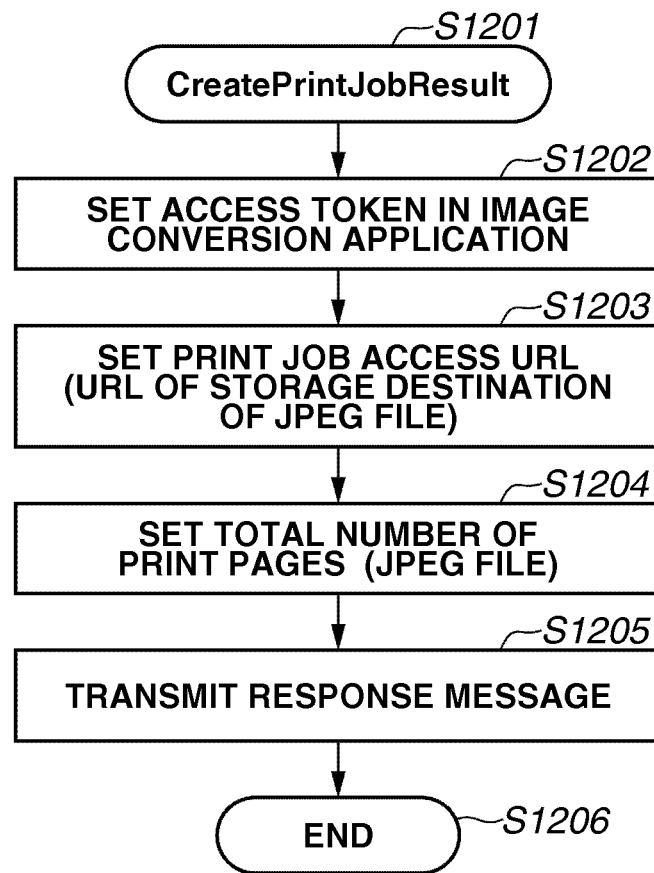 S1201
CreatePrintJobResult
S1202
SET ACCESS TOKEN IN IMAGE
CONVERSION APPLICATION
S1203
SET PRINT JOB ACCESS URL
(URL OF STORAGE DESTINATION
OF JPEG FILE)
S1204
SET TOTAL NUMBER OF
PRINT PAGES (JPEG FILE)
S1205
TRANSMIT RESPONSE MESSAGE
END
S1206